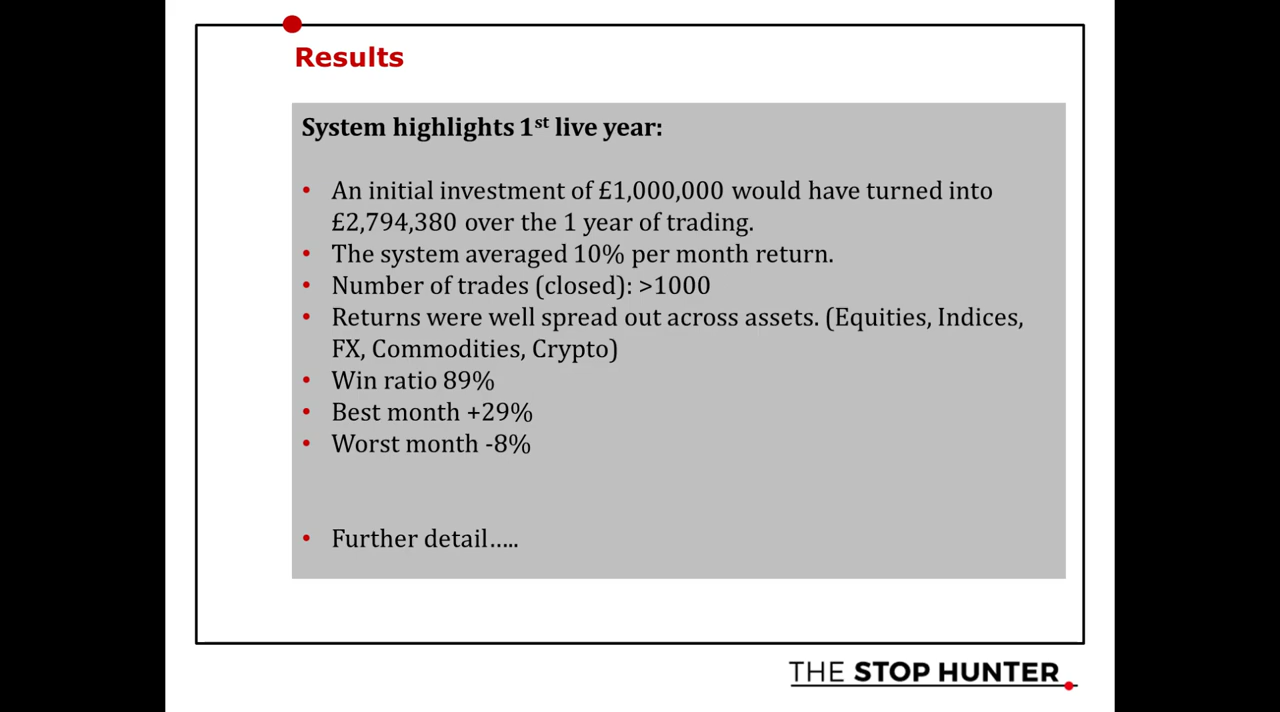 Results
System highlights 1st live year:
• An initial investment of £1,000,000 would have turned into
£2,794,380 over the 1 year of trading.
• The system averaged 10% per month return.
• Number of trades (closed): >1000
• Returns were well spread out across assets. (Equities, Indices,
FX, Commodities, Crypto)
• Win ratio 89%
• Best month +29%
• Worst month -8%
• Further detail…..
THE STOP HUNTER